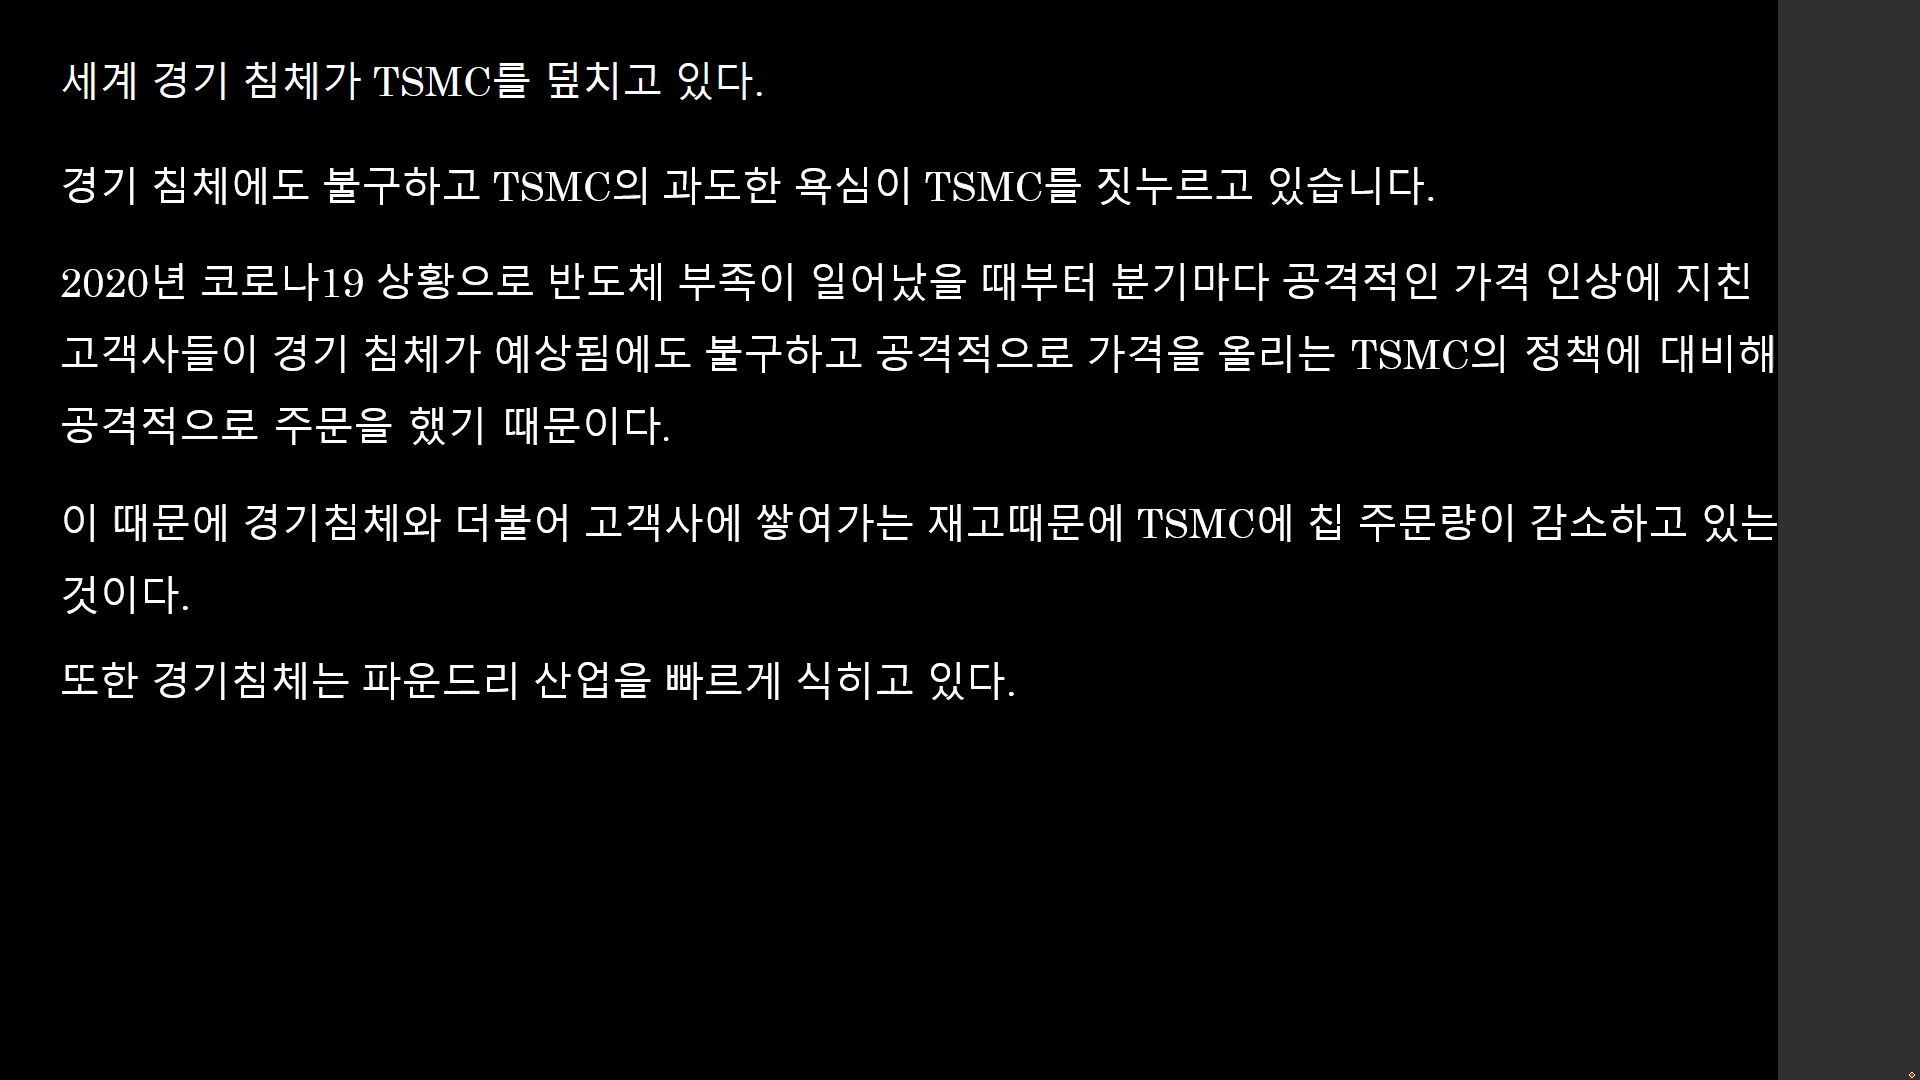 세계 경기 침체가 TSMC를 덮치고 있다.
경기 침체에도 불구하고 TSMC의 과도한 욕심이 TSMC를 짓누르고 있습니다.
2020년 코로나19 상황으로 반도체 부족이 일어났을 때부터 분기마다 공격적인 가격 인상에 지친
고객사들이 경기 침체가 예상됨에도 불구하고 공격적으로 가격을 올리는 TSMC의 정책에 대비해
공격적으로 주문을 했기 때문이다.
이 때문에 경기침체와 더불어 고객사에 쌓여가는 재고때문에 TSMC에 칩 주문량이 감소하고 있는
것이다.
또한 경기침체는 파운드리 산업을 빠르게 식히고 있다.